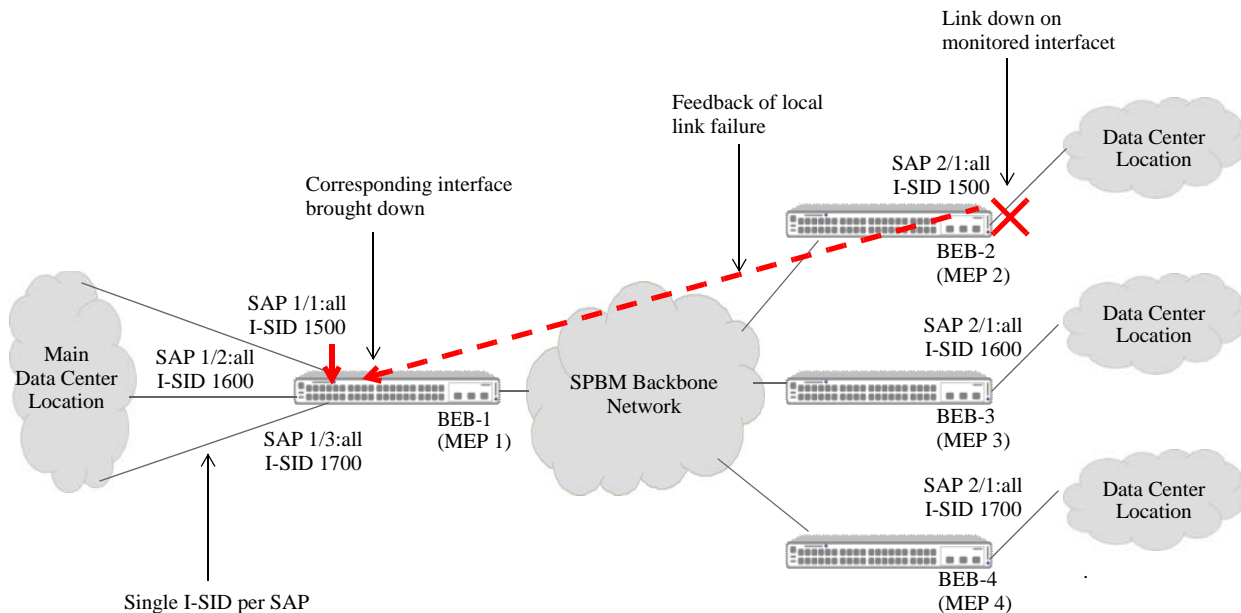 Link down on
monitored interfacet
Feedback of local
link failure
Data Center
Location
SAP 2/1:all
I-SID 1500
Corresponding interface
brought down
BEB-2
(MEP 2)
SAP 1/1:all
I-SID 1500
Data Center
Location
SAP 2/1:all
I-SID 1600
Main
Data Center
Location
SAP 1/2:all
I-SID 1600
SPBM Backbone
Network
BEB-1
(MEP 1)
BEB-3
(MEP 3)
SAP 1/3:all
I-SID 1700
SAP 2/1:all
I-SID 1700
Data Center
Location
BEB-4
(MEP 4)
.
Single I-SID per SAP